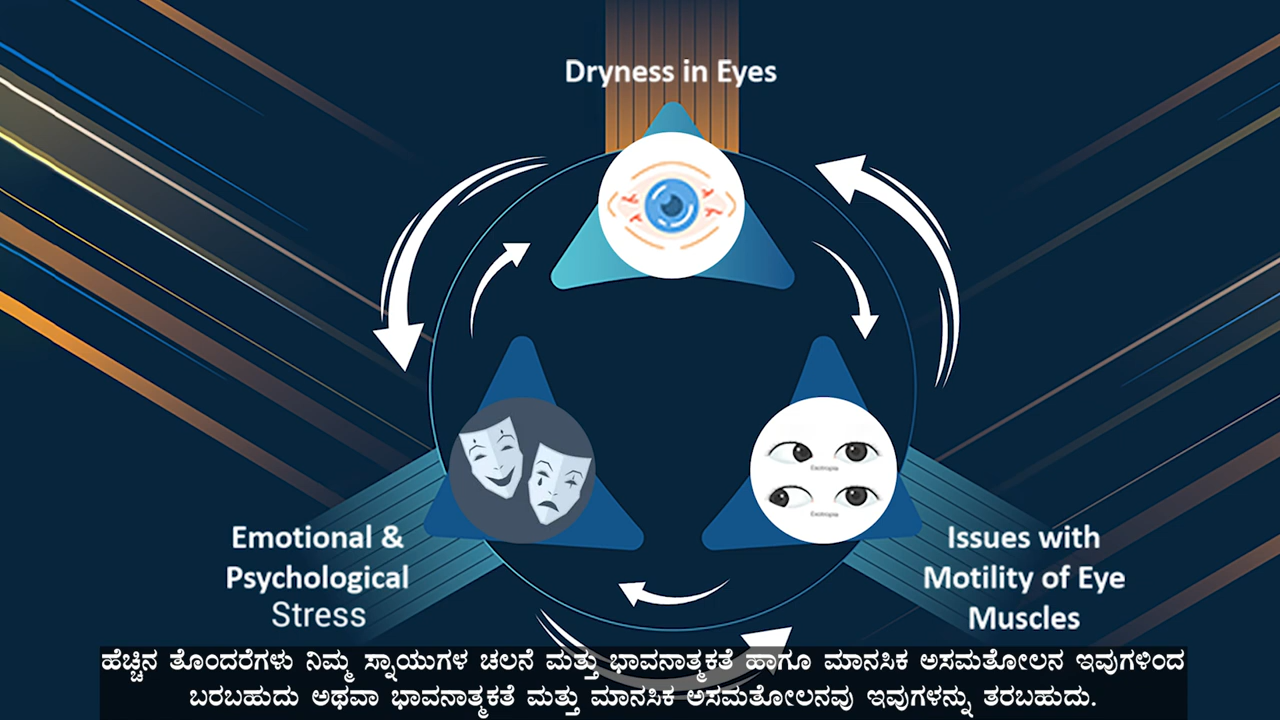 Dryness in Eyes
Emotional &
Psychological
Stress
Issues with
Motility of Eye
Muscles
ಹೆಚ್ಚಿನ ತೊಂದರೆಗಳು ನಿಮ್ಮ ಸ್ನಾಯುಗಳ ಚಲನೆ ಮತ್ತು ಭಾವನಾತ್ಮಕತೆ ಹಾಗೂ ಮಾನಸಿಕ ಅಸಮತೋಲನ ಇವುಗಳಿಂದ
ಬರಬಹುದು ಅಥವಾ ಭಾವನಾತ್ಮಕತೆ ಮತ್ತು ಮಾನಸಿಕ ಅಸಮತೋಲನವು ಇವುಗಳನ್ನು ತರಬಹುದು.